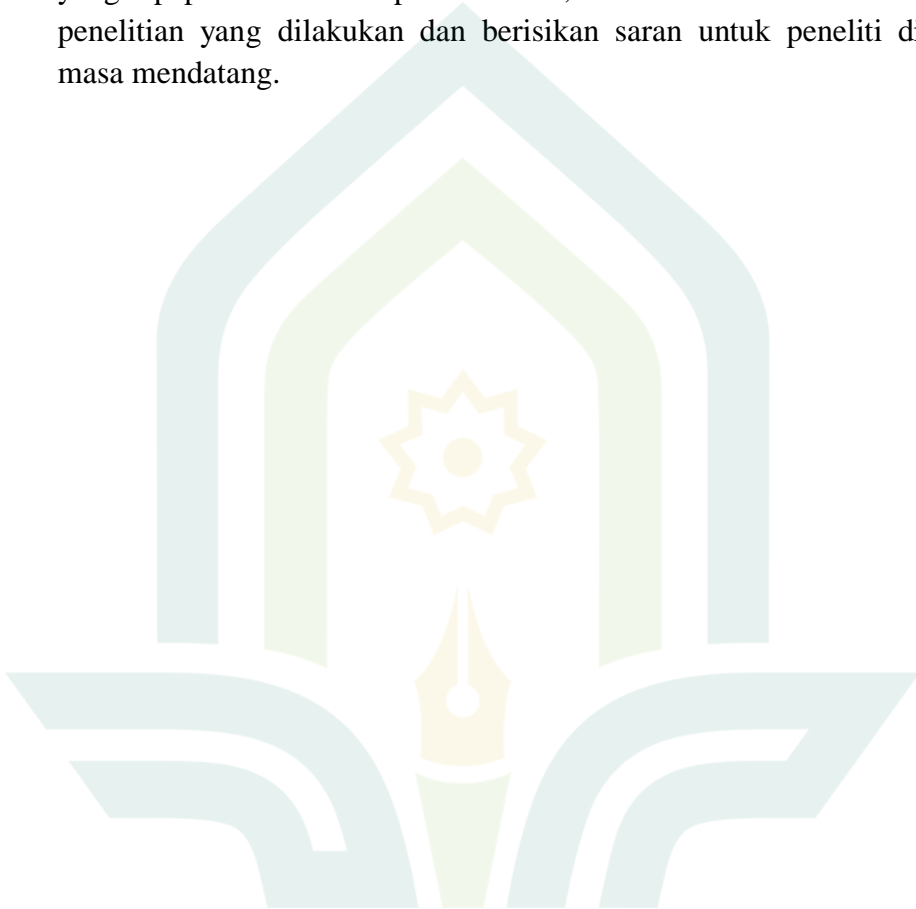 penelitian yang dilakukan dan berisikan saran untuk peneliti di
masa mendatang.